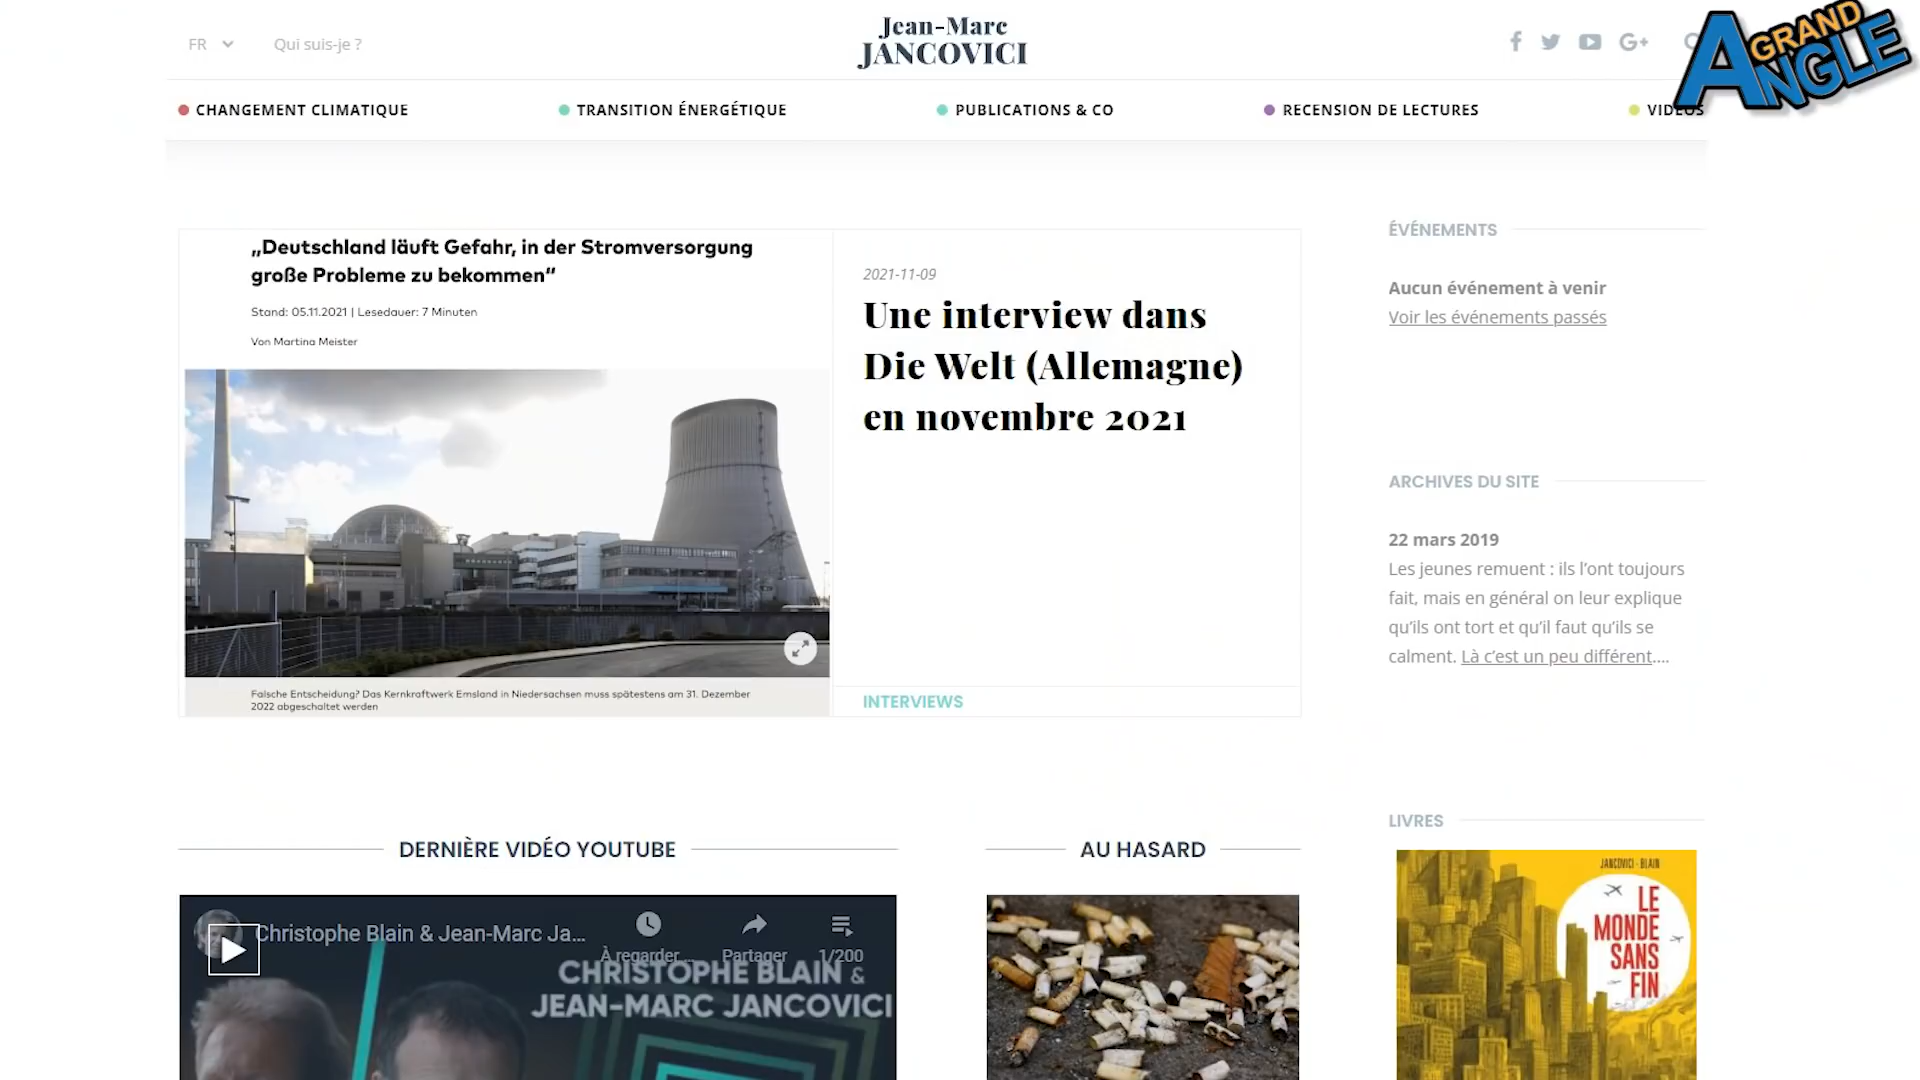 FR
Qui suis-je ?
Jean-Marc
JANCOVICI
A GRAND
ANGLE
CHANGEMENT CLIMATIQUE
TRANSITION ÉNERGÉTIQUE
PUBLICATIONS & CO
RECENSION DE LECTURES
VIDÉOS
„Deutschland läuft Gefahr, in der Stromversorgung
große Probleme zu bekommen“
Stand: 05.11.2021 | Lesedauer: 7 Minuten
Von Martina Meister
Falsche Entscheidung? Das Kernkraftwerk Emsland in Niedersachsen muss spätestens am 31. Dezember
2022 abgeschaltet werden
2021-11-09
Une interview dans
Die Welt (Allemagne)
en novembre 2021
INTERVIEWS
ÉVÉNEMENTS
Aucun événement à venir
Voir les événements passés
ARCHIVES DU SITE
22 mars 2019
Les jeunes remuent : ils l’ont toujours
fait, mais en général on leur explique
qu’ils ont tort et qu’il faut qu’ils se
calment. Là c’est un peu différent....
DERNIÈRE VIDÉO YOUTUBE
Christophe Blain & Jean-Marc Ja...
À regarder ...
Partager
1/200
CHRISTOPHE BLAIN &
JEAN-MARC JANCOVICI
AU HASARD
LIVRES
JANCOVICI - BLAIN
LE
MONDE
SANS
FIN